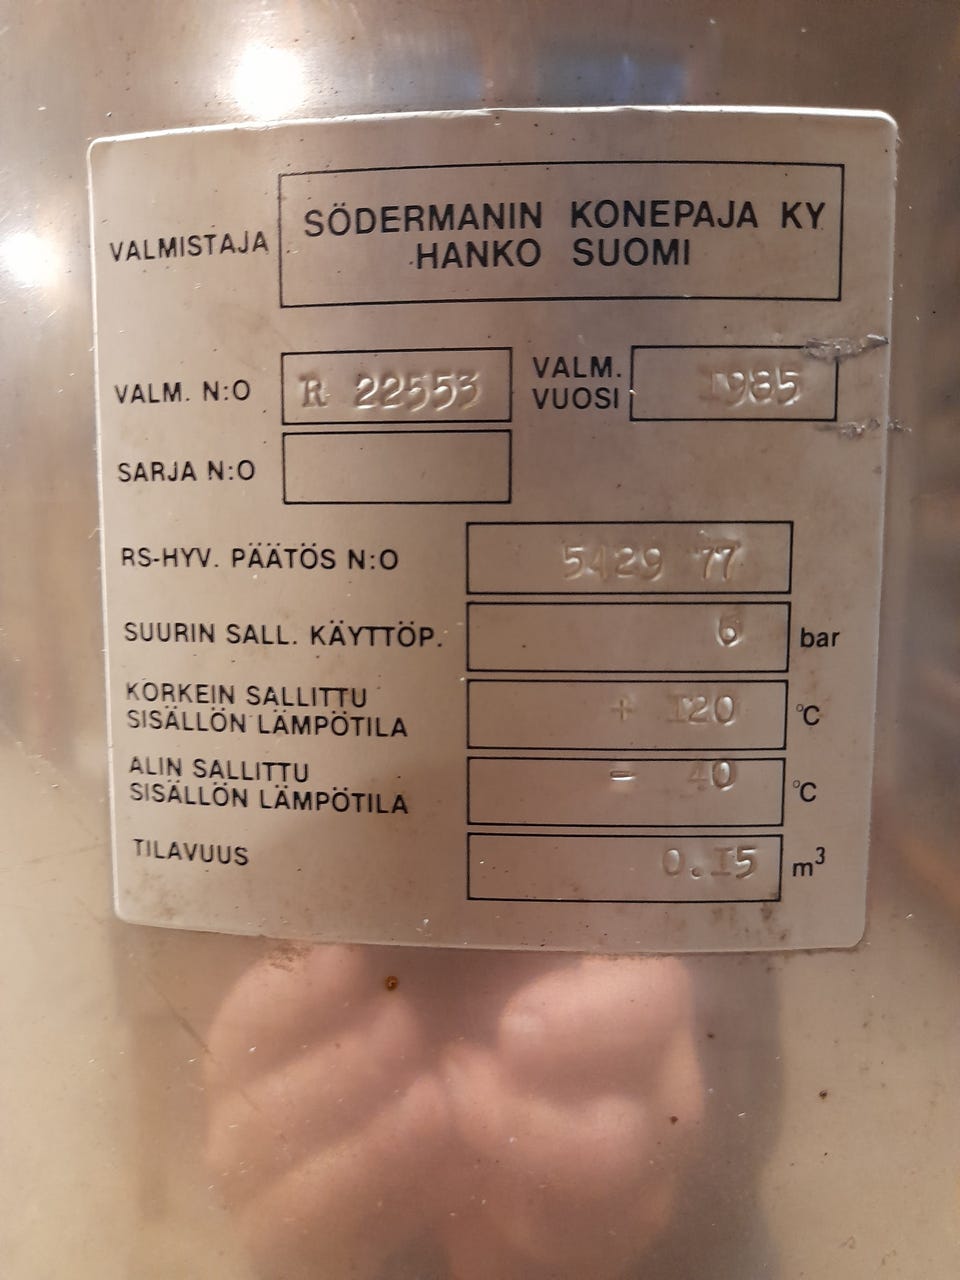 VALMISTAJA
SÖDERMANIN KONEPAJA KY
HANKO SUOMI
VALM. N:O R 22553
VALM. VUOSI 1985
SARJA N:O
RS-HYV. PÄÄTÖS N:O 5429 77
SUURIN SALL. KÄYTTÖP. 6 bar
KORKEIN SALLITTU
SISÄLLÖN LÄMPÖTILA + 120 °C
ALIN SALLITTU
SISÄLLÖN LÄMPÖTILA - 40 °C
TILAVUUS 0.15 m³